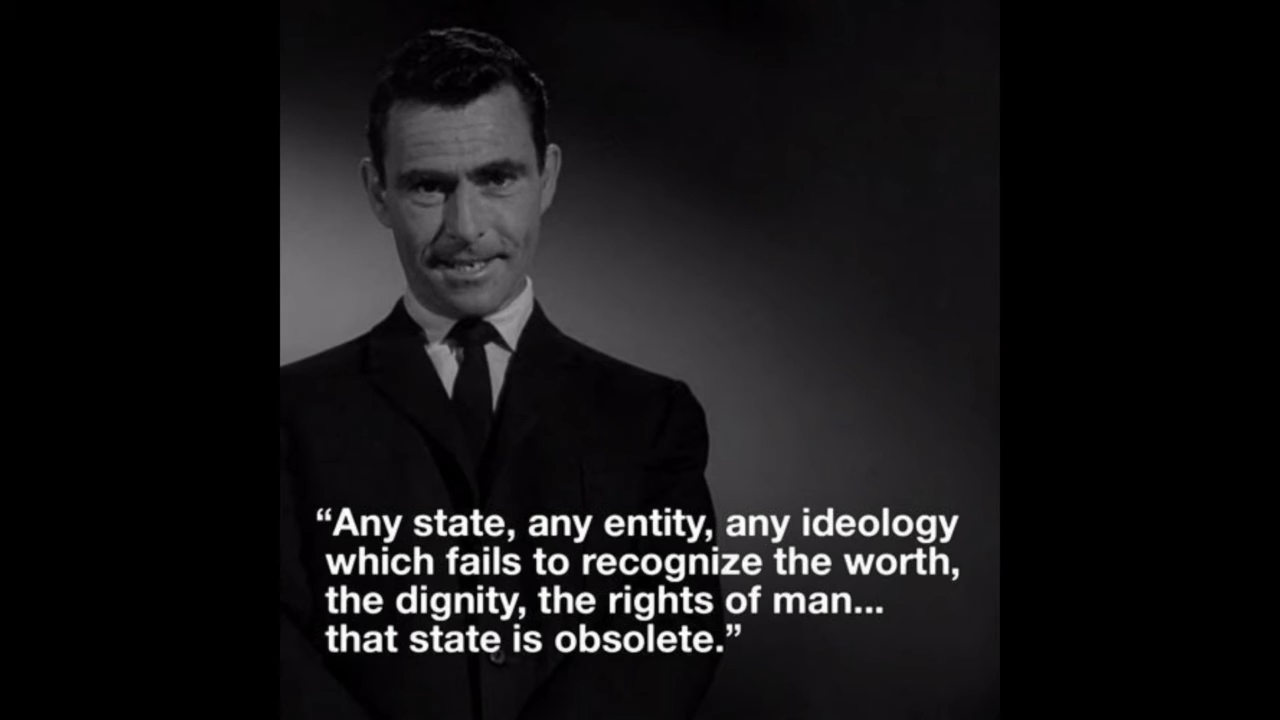 “Any state, any entity, any ideology
which fails to recognize the worth,
the dignity, the rights of man...
that state is obsolete.”